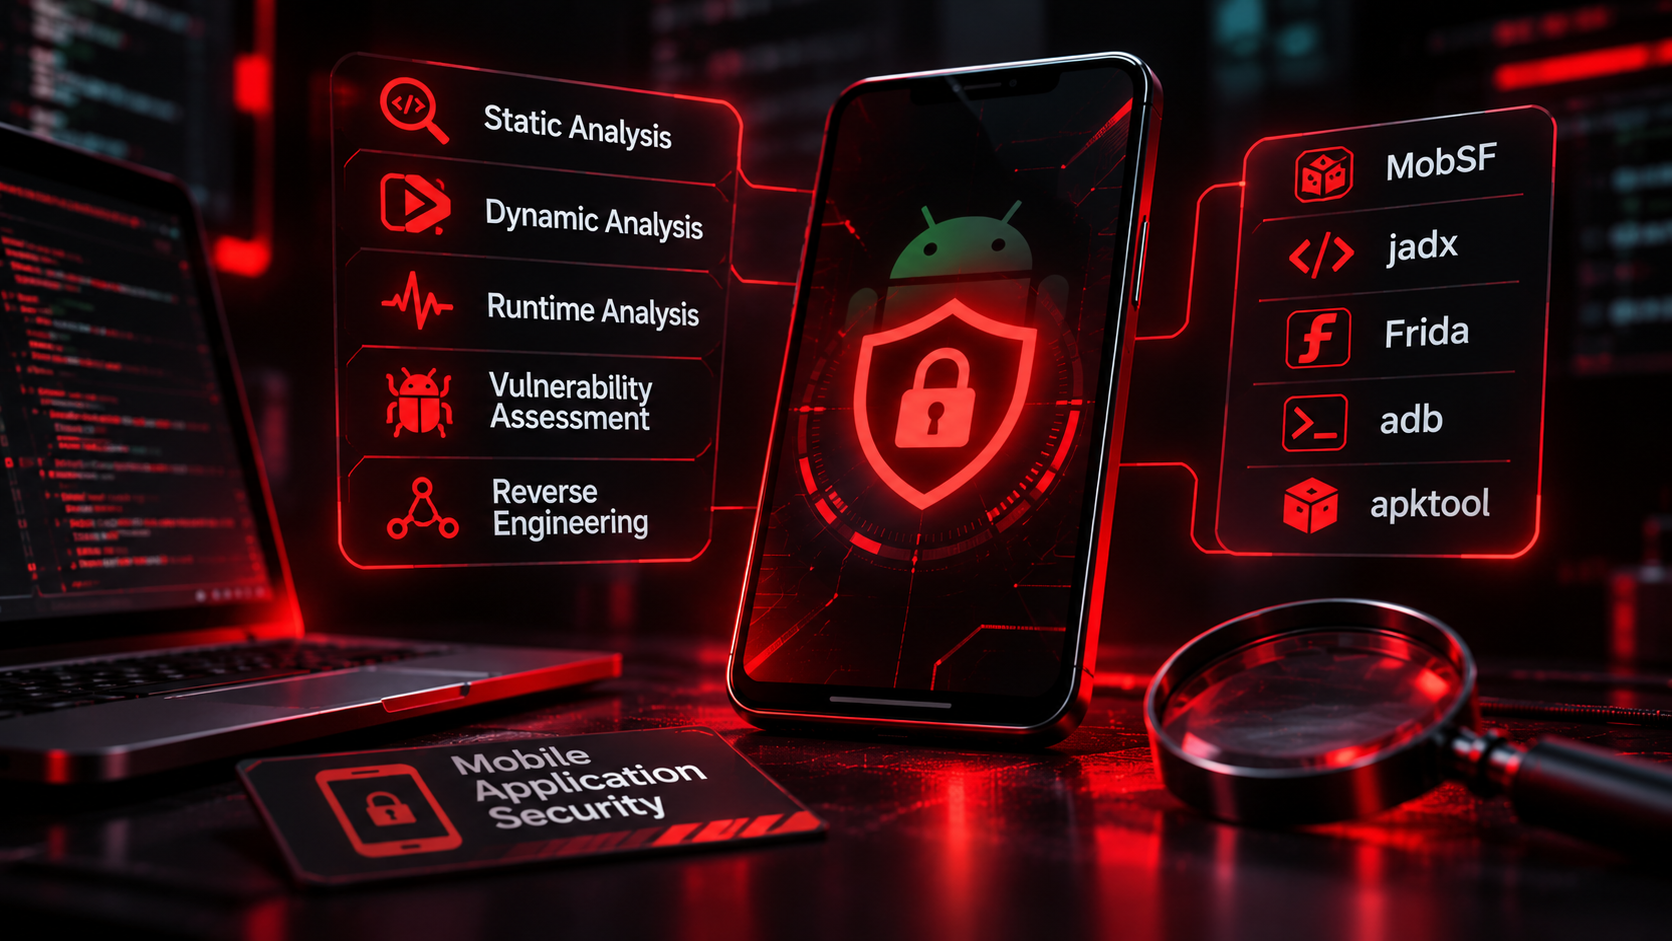 Static Analysis
Dynamic Analysis
Runtime Analysis
Vulnerability
Assessment
Reverse
Engineering
MobSF
jadx
Frida
adb
apktool
Mobile
Application
Security